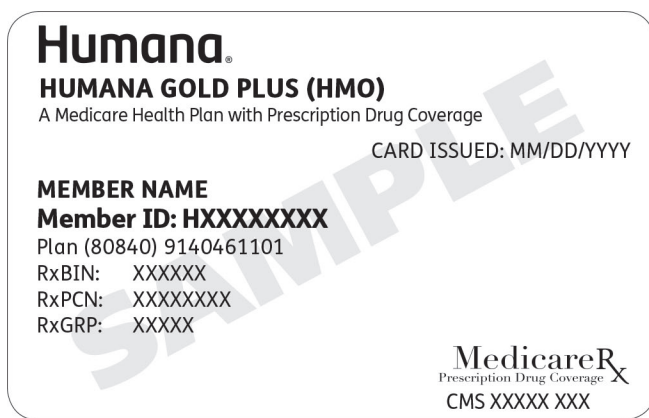 Humana®
HUMANA GOLD PLUS (HMO)
A Medicare Health Plan with Prescription Drug Coverage
CARD ISSUED: MM/DD/YYYY
SAMPLE
MEMBER NAME
Member ID: HXXXXXXXX
Plan (80840) 9140461101
RxBIN: XXXXXX
RxPCN: XXXXXXXX
RxGRP: XXXXX
MedicareRx
Prescription Drug Coverage
CMS XXXXX XXX